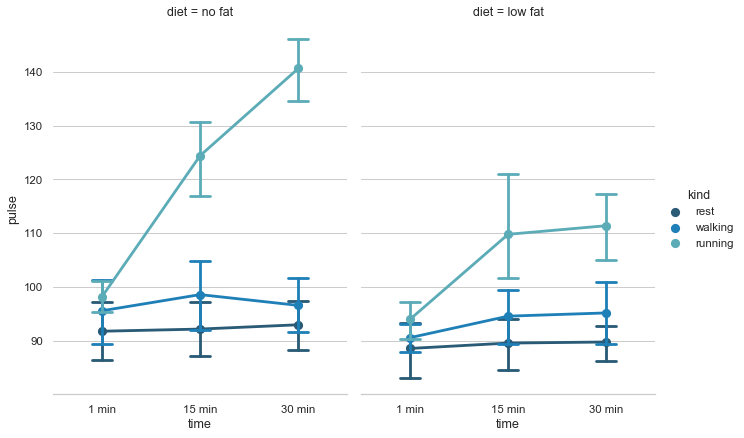 diet = no fat
diet = low fat
140
130
120
110
100
90
pulse
1 min
15 min
30 min
time
1 min
15 min
30 min
time
kind
rest
walking
running